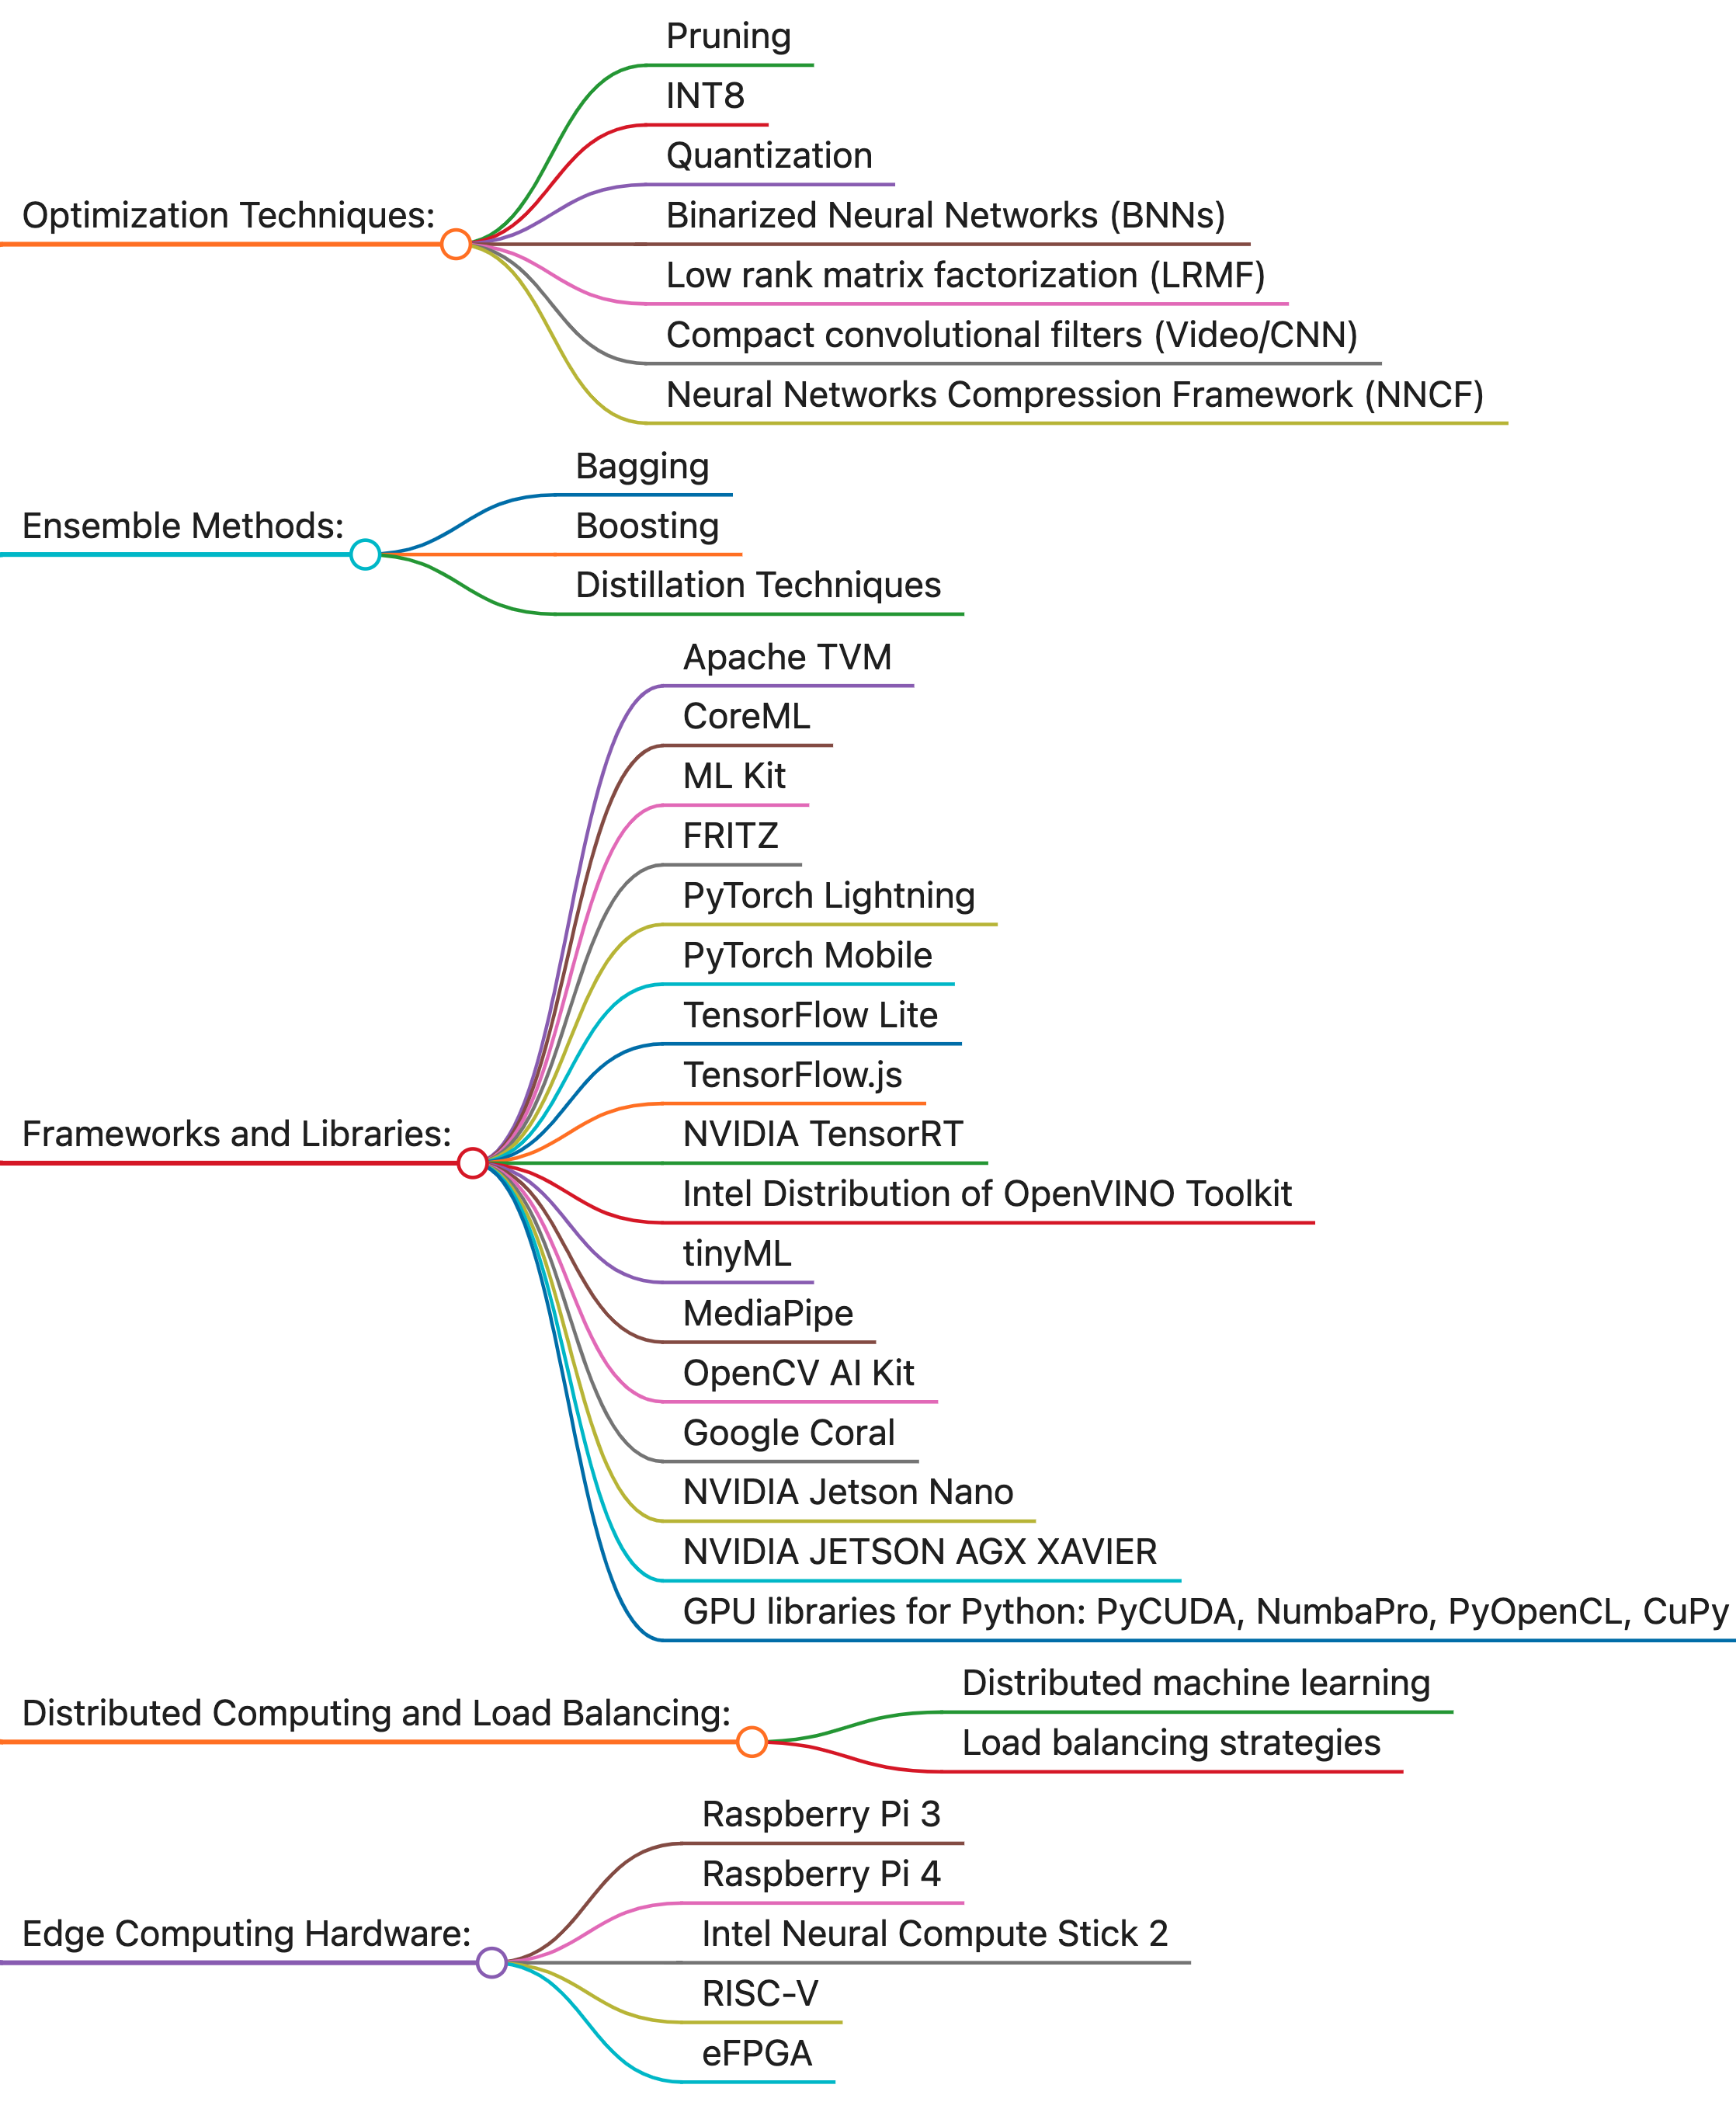 Optimization Techniques:
Pruning
INT8
Quantization
Binarized Neural Networks (BNNs)
Low rank matrix factorization (LRMF)
Compact convolutional filters (Video/CNN)
Neural Networks Compression Framework (NNCF)
Ensemble Methods:
Bagging
Boosting
Distillation Techniques
Frameworks and Libraries:
Apache TVM
CoreML
ML Kit
FRITZ
PyTorch Lightning
PyTorch Mobile
TensorFlow Lite
TensorFlow.js
NVIDIA TensorRT
Intel Distribution of OpenVINO Toolkit
tinyML
MediaPipe
OpenCV AI Kit
Google Coral
NVIDIA Jetson Nano
NVIDIA JETSON AGX XAVIER
GPU libraries for Python: PyCUDA, NumbaPro, PyOpenCL, CuPy
Distributed Computing and Load Balancing:
Distributed machine learning
Load balancing strategies
Edge Computing Hardware:
Raspberry Pi 3
Raspberry Pi 4
Intel Neural Compute Stick 2
RISC-V
eFPGA